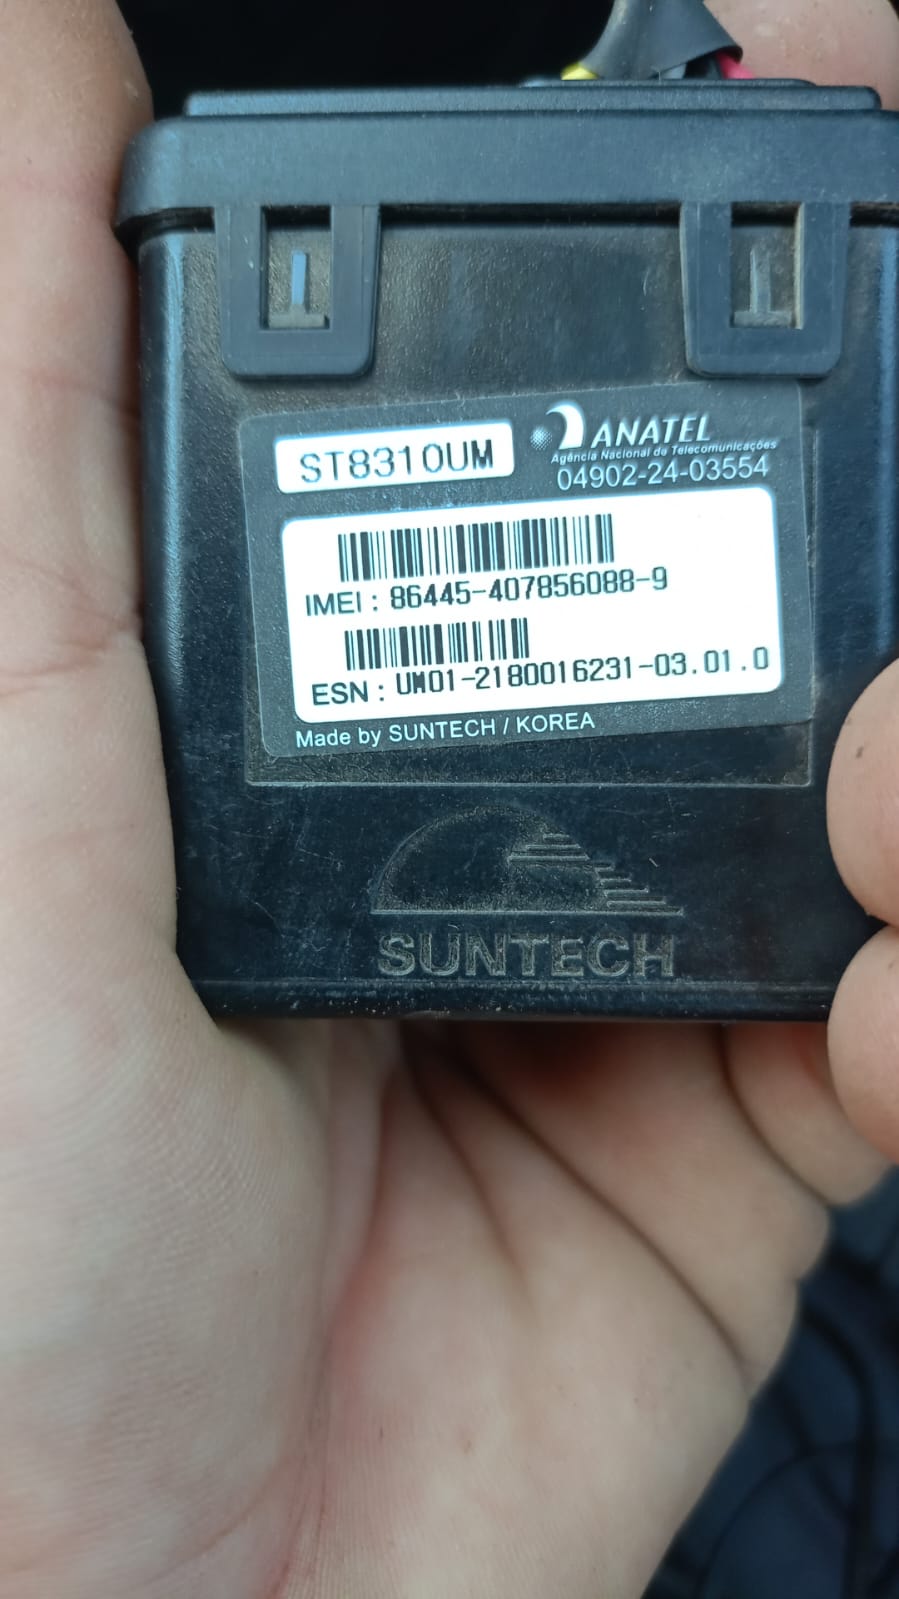 ST8310UM
ANATEL
Agência Nacional de Telecomunicações
04902-24-03554
IMEI : 86445-407856088-9
ESN : UM01-2180016231-03.01.0
Made by SUNTECH / KOREA
SUNTECH